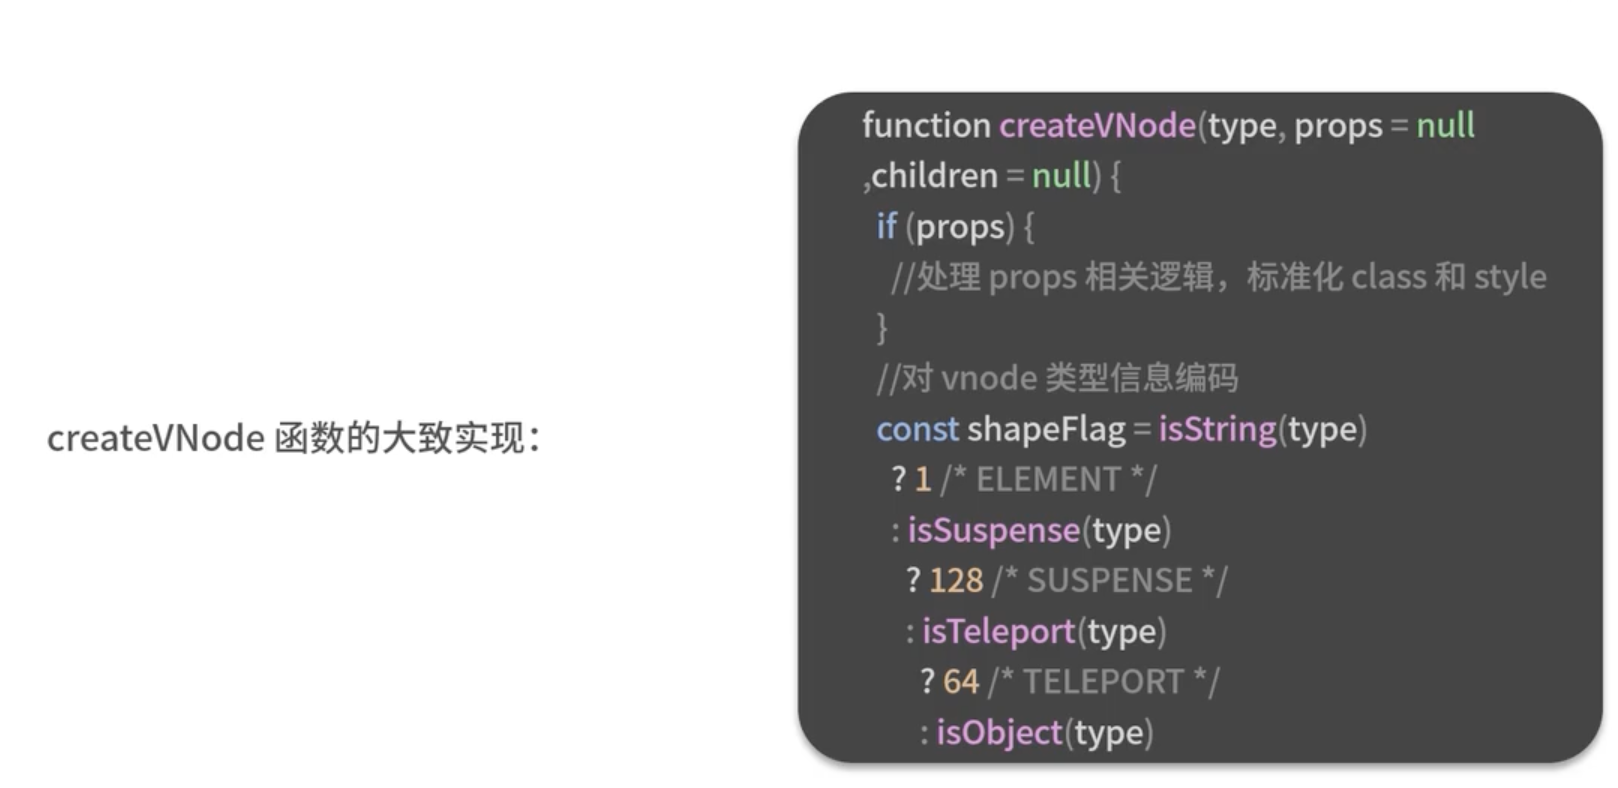 createVNode 函数的大致实现：
function createVNode(type, props = null
,children = null) {
if (props) {
//处理 props 相关逻辑，标准化 class 和 style
}
//对 vnode 类型信息编码
const shapeFlag = isString(type)
? 1 /* ELEMENT */
: isSuspense(type)
? 128 /* SUSPENSE */
: isTeleport(type)
? 64 /* TELEPORT */
: isObject(type)